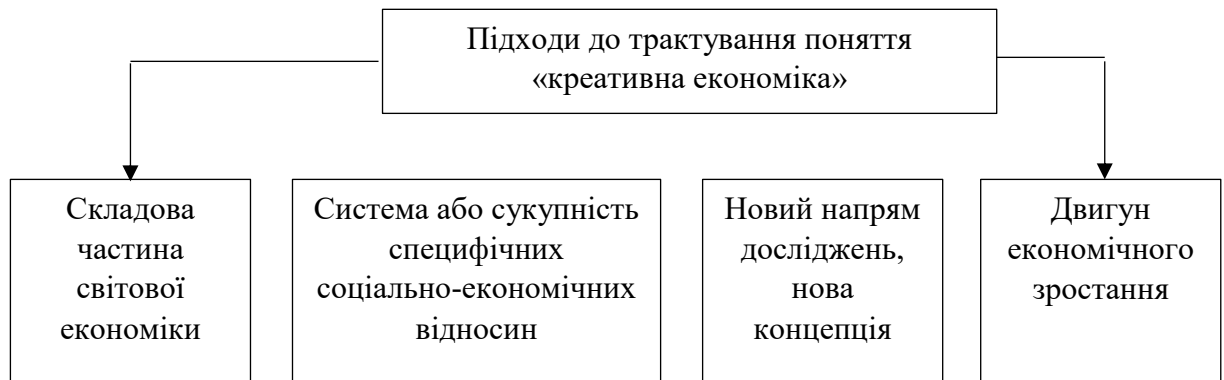 Підходи до трактування поняття
«креативна економіка»
Складова
частина
світової
економіки
Система або сукупність
специфічних
соціально-економічних
відносин
Новий напрям
досліджень,
нова
концепція
Двигун
економічного
зростання